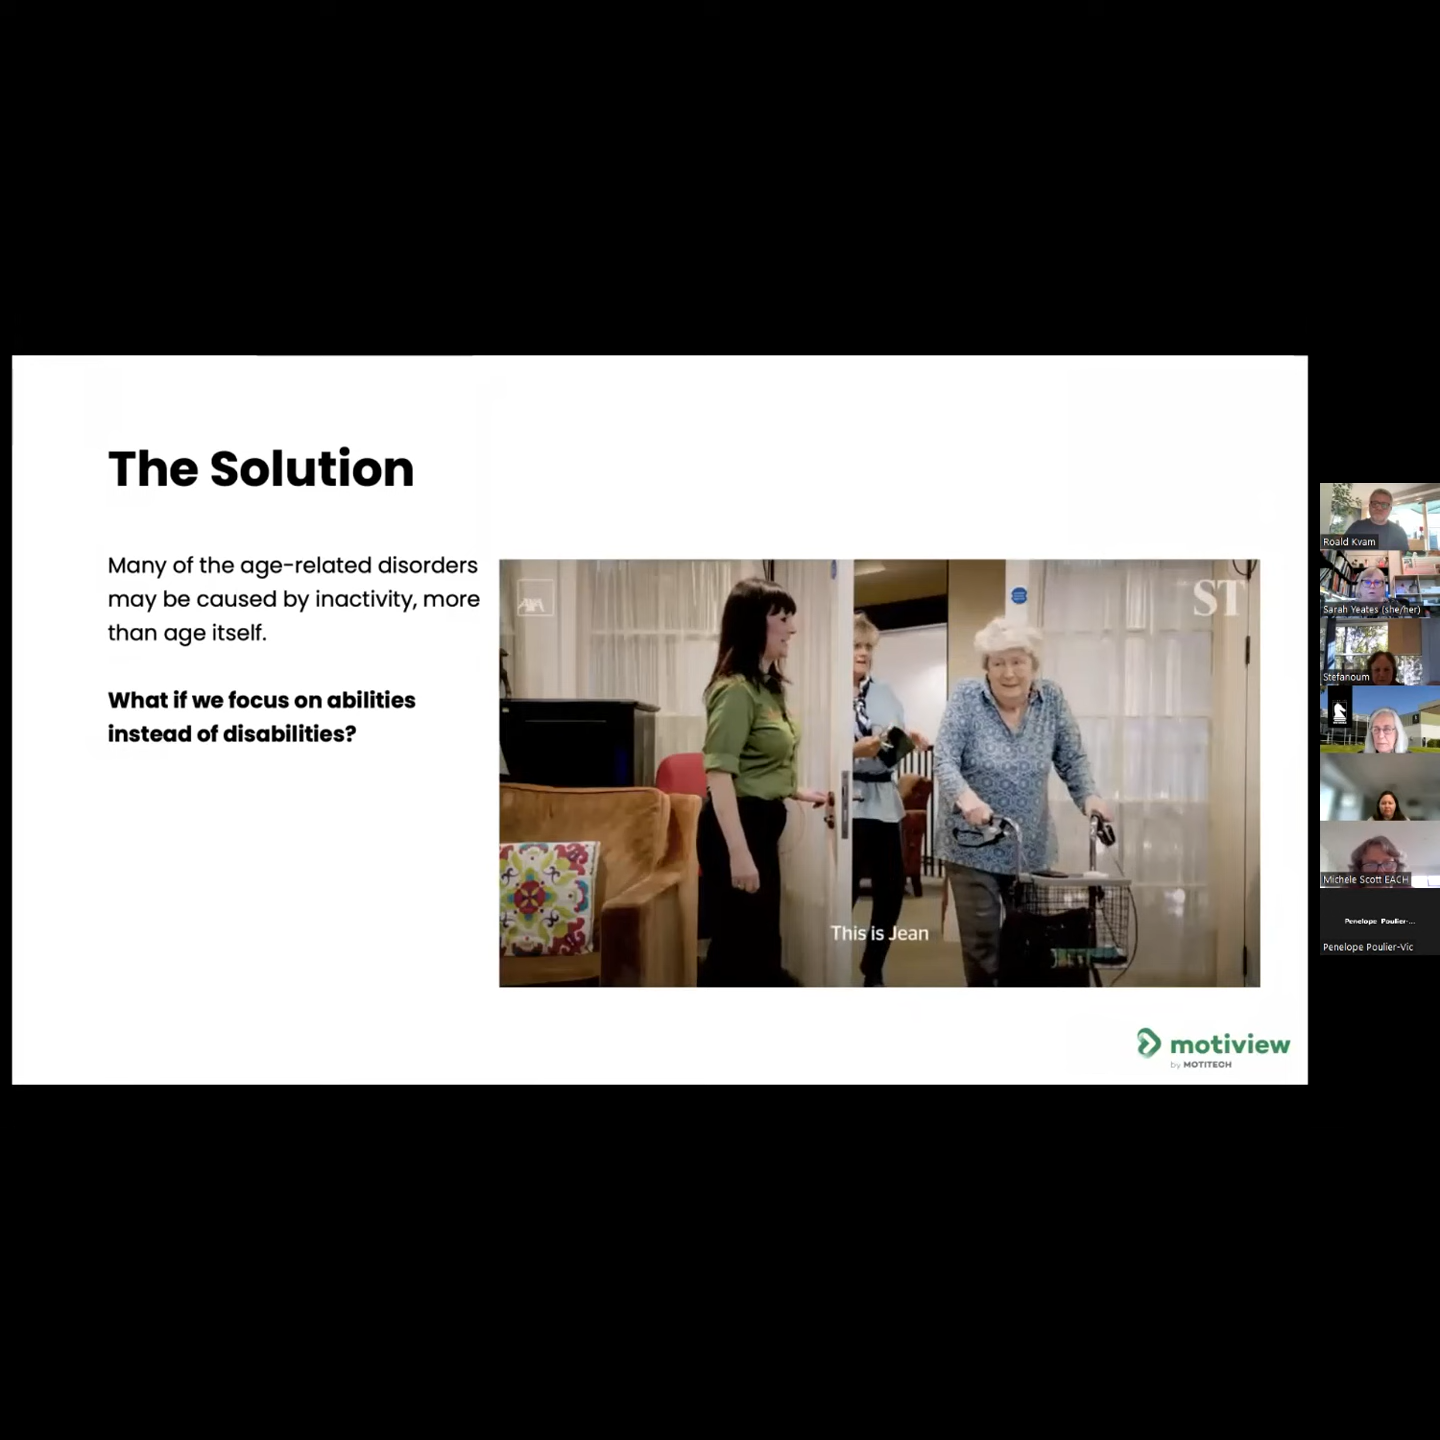 The Solution
Many of the age-related disorders
may be caused by inactivity, more
than age itself.
What if we focus on abilities
instead of disabilities?
AXA
ST
This is Jean
motiview
by MOTITECH
Roald Kvam
Sarah Yeates (she/her)
Stefanoum
Michele Scott EACH
Penelope Poulier-...
Penelope Poulier-Vic